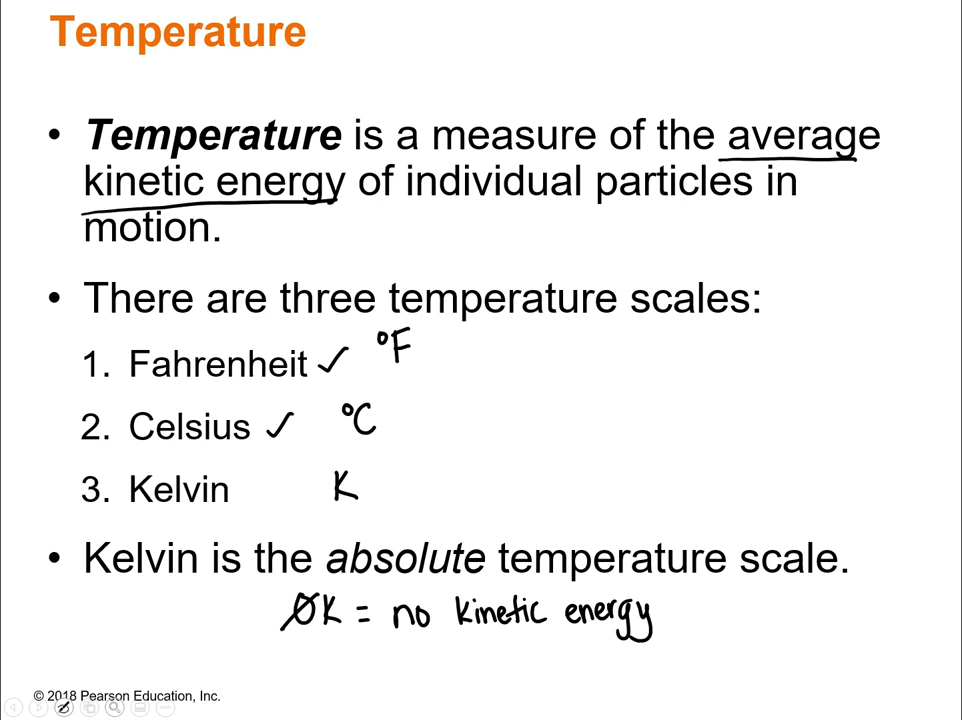 Temperature
• Temperature is a measure of the average
kinetic energy of individual particles in
motion.
• There are three temperature scales:
1. Fahrenheit ✓ °F
2. Celsius ✓ °C
3. Kelvin K
• Kelvin is the absolute temperature scale.
0K = no kinetic energy
© 2018 Pearson Education, Inc.